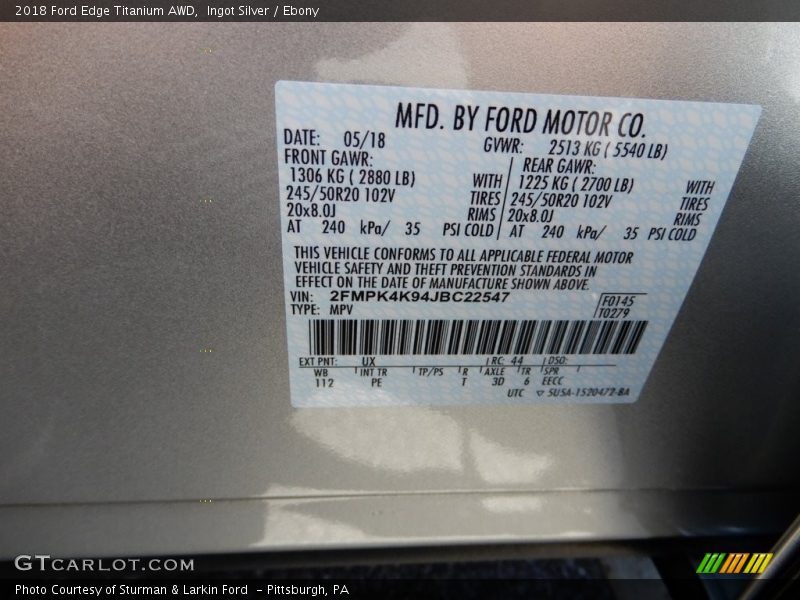 2018 Ford Edge Titanium AWD, Ingot Silver / Ebony
MFD. BY FORD MOTOR CO.
DATE: 05/18 GVWR: 2513 KG ( 5540 LB)
FRONT GAWR: REAR GAWR:
1306 KG ( 2880 LB) WITH 1225 KG ( 2700 LB) WITH
245/50R20 102V TIRES 245/50R20 102V TIRES
20x8.0J RIMS 20x8.0J RIMS
AT 240 kPa/ 35 PSI COLD AT 240 kPa/ 35 PSI COLD
THIS VEHICLE CONFORMS TO ALL APPLICABLE FEDERAL MOTOR
VEHICLE SAFETY AND THEFT PREVENTION STANDARDS IN
EFFECT ON THE DATE OF MANUFACTURE SHOWN ABOVE.
VIN: 2FMPK4K94JBC22547 F0145
TYPE: MPV T0279
EXT PNT: UX RC: 44 DSO:
WB INT TR TP/PS R AXLE TR SPR
112 PE T 3D 6 EECC
UTC ▽ 5U5A-1520472-BA
GTCARLOT.COM
Photo Courtesy of Sturman & Larkin Ford - Pittsburgh, PA